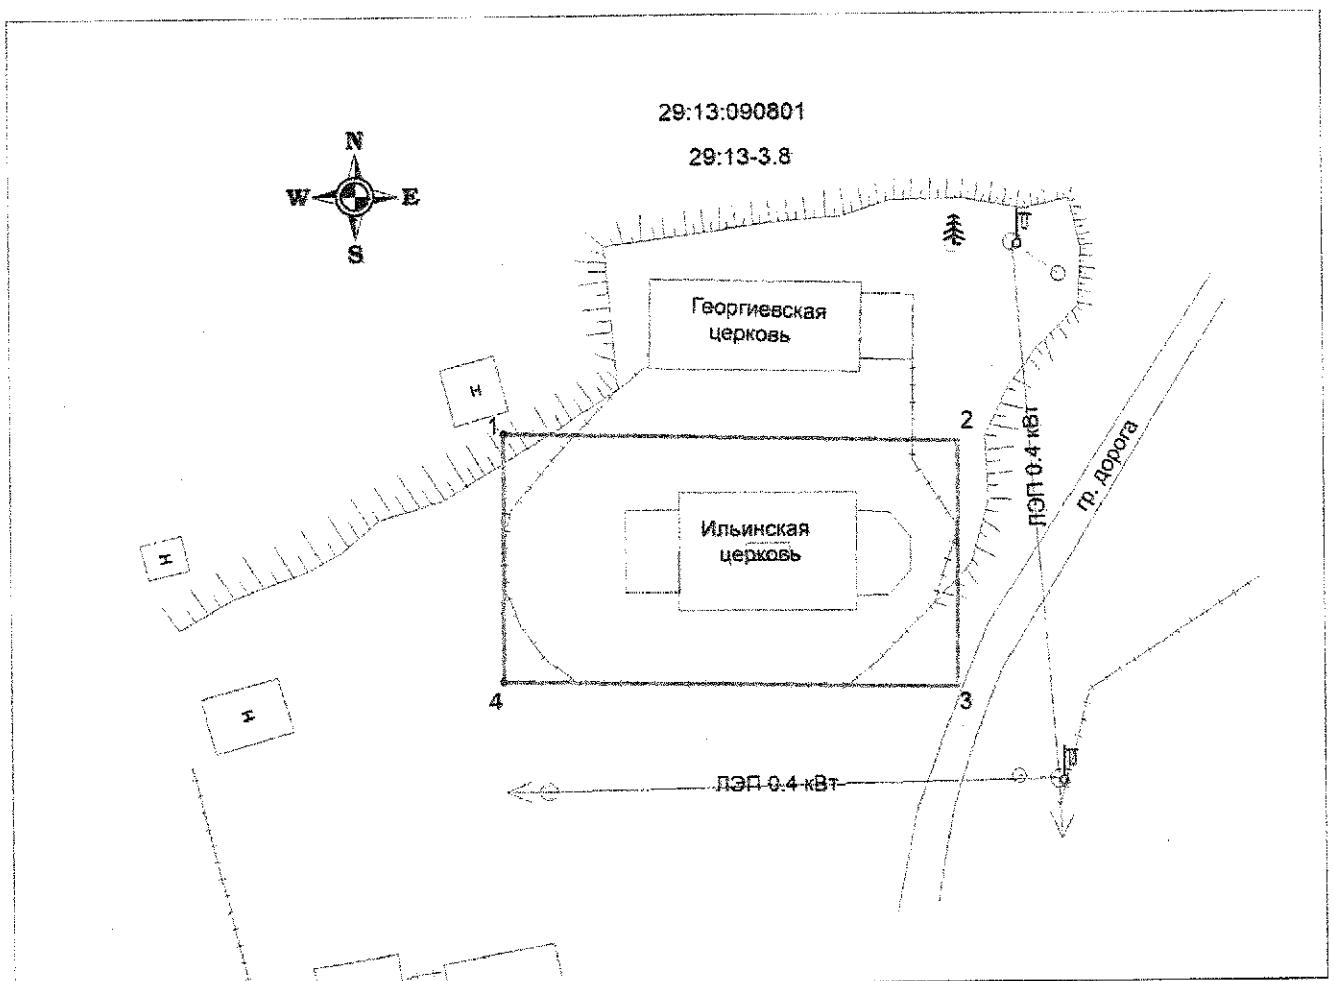 29:13:090801
29:13-3.8
N
W E
S
Георгиевская
церковь
Н
1
2
ЛЭП 0.4 кВт
гр. дорога
Ильинская
церковь
Н
Н
4
3
ЛЭП 0.4 кВт